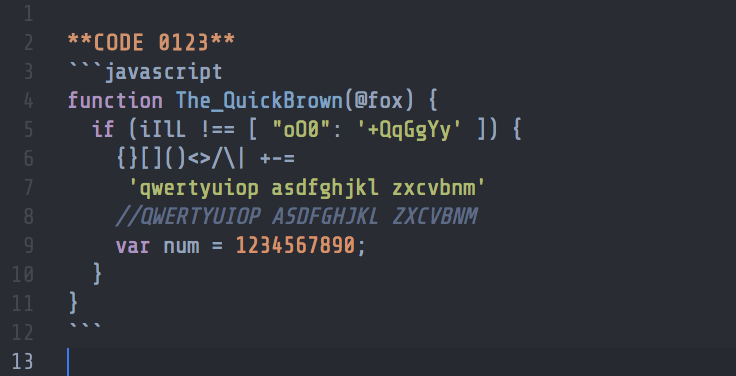 1
2 **CODE 0123**
3 ```javascript
4 function The_QuickBrown(@fox) {
5   if (iIlL !== [ "oO0": '+QqGgYy' ]) {
6     {}[]()<>/\| +-=
7      'qwertyuiop asdfghjkl zxcvbnm'
8     //QWERTYUIOP ASDFGHJKL ZXCVBNM
9     var num = 1234567890;
10   }
11 }
12 ```
13